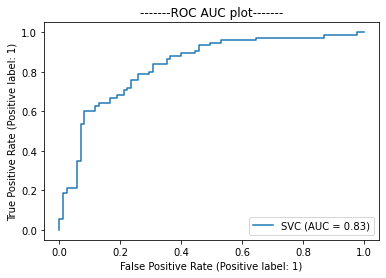 -------ROC AUC plot-------
True Positive Rate (Positive label: 1)
1.0
0.8
0.6
0.4
0.2
0.0
SVC (AUC = 0.83)
0.0 0.2 0.4 0.6 0.8 1.0
False Positive Rate (Positive label: 1)